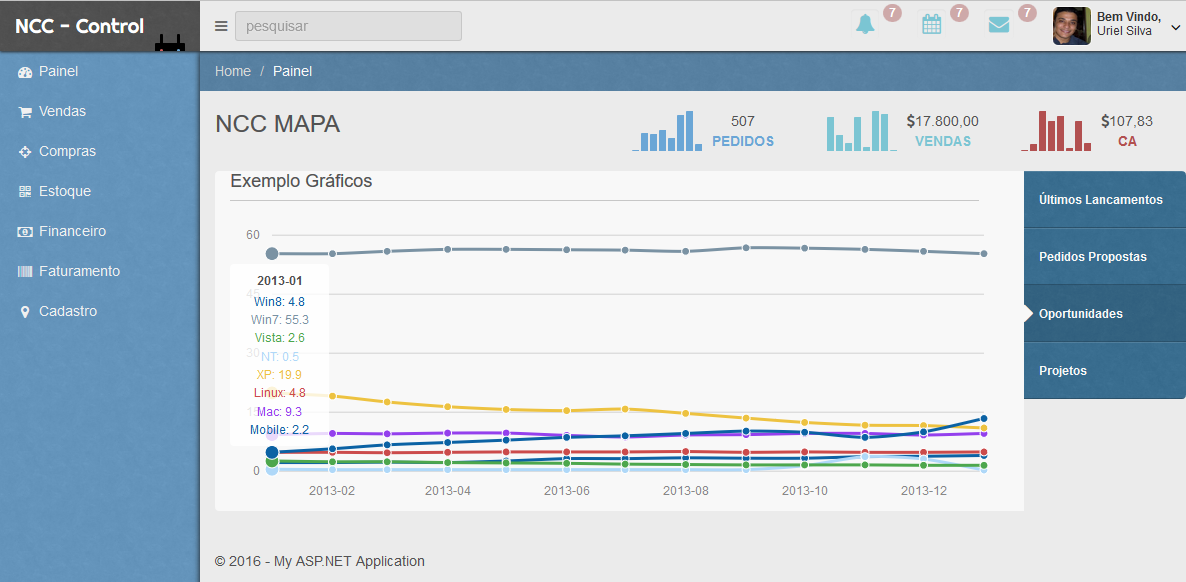 NCC - Control
pesquisar
7
7
7
Bem Vindo,
Uriel Silva
Painel
Vendas
Compras
Estoque
Financeiro
Faturamento
Cadastro
Home / Painel
NCC MAPA
507
PEDIDOS
$17.800,00
VENDAS
$107,83
CA
Exemplo Gráficos
60
45
30
15
0
2013-01
Win8: 4.8
Win7: 55.3
Vista: 2.6
NT: 0.5
XP: 19.9
Linux: 4.8
Mac: 9.3
Mobile: 2.2
2013-02
2013-04
2013-06
2013-08
2013-10
2013-12
Últimos Lancamentos
Pedidos Propostas
Oportunidades
Projetos
© 2016 - My ASP.NET Application